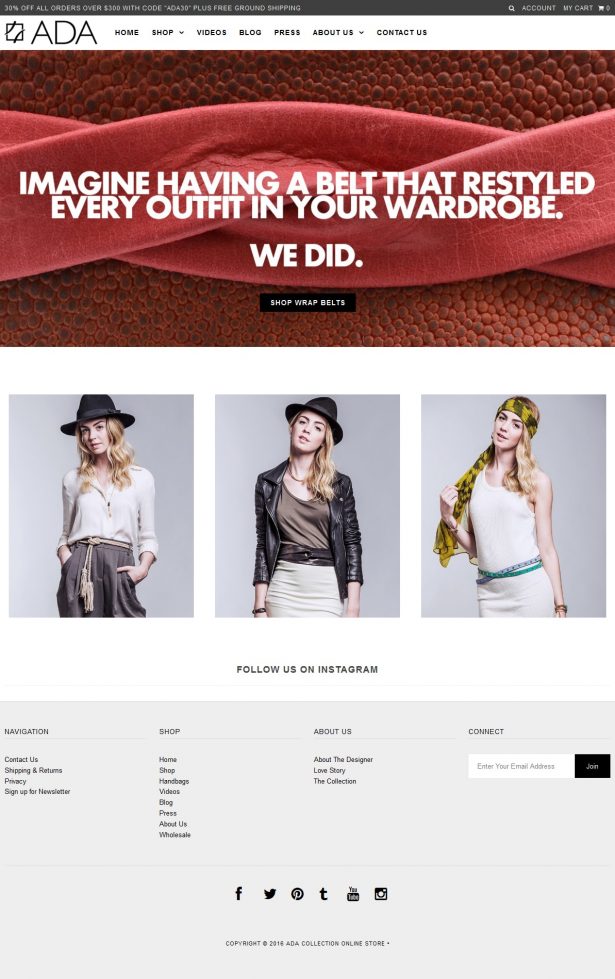 30% OFF ALL ORDERS OVER $300 WITH CODE "ADA30" PLUS FREE GROUND SHIPPING
ACCOUNT MY CART 0
ADA
HOME SHOP VIDEOS BLOG PRESS ABOUT US CONTACT US
IMAGINE HAVING A BELT THAT RESTYLED
EVERY OUTFIT IN YOUR WARDROBE.
WE DID.
SHOP WRAP BELTS
FOLLOW US ON INSTAGRAM
NAVIGATION
Contact Us
Shipping & Returns
Privacy
Sign up for Newsletter
SHOP
Home
Shop
Handbags
Videos
Blog
Press
About Us
Wholesale
ABOUT US
About The Designer
Love Story
The Collection
CONNECT
Enter Your Email Address Join
You Tube
COPYRIGHT © 2016 ADA COLLECTION ONLINE STORE •